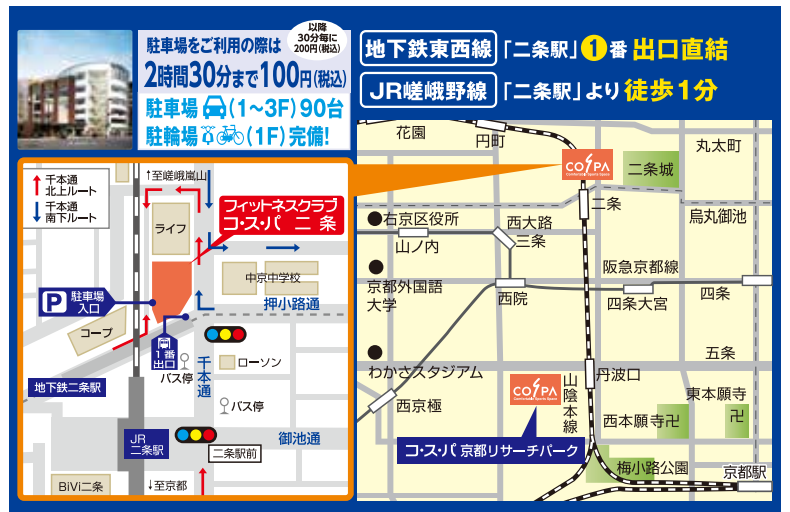 駐車場をご利用の際は
以降
30分毎に
200円(税込)
2時間30分まで100円(税込)
駐車場 (1〜3F) 90台
駐輪場 (1F) 完備!
地下鉄東西線 「二条駅」1番 出口直結
JR嵯峨野線 「二条駅」より 徒歩1分
千本通
北上ルート
千本通
南下ルート
↑至嵯峨嵐山
ライフ
フィットネスクラブ
コ・ス・パ 二条
中京中学校
P 駐車場
入口
押小路通
コープ
1番
出口
バス停
千本通
ローソン
地下鉄二条駅
バス停
JR
二条駅
御池通
二条駅前
BiVi二条
↓至京都
花園
円町
丸太町
COSPA
二条城
二条
烏丸御池
右京区役所
西大路
三条
山ノ内
京都外国語
大学
阪急京都線
西院
四条大宮
四条
五条
わかさスタジアム
丹波口
COSPA
山陰本線
東本願寺
卍
西京極
西本願寺卍
コ・ス・パ 京都リサーチパーク
梅小路公園
京都駅